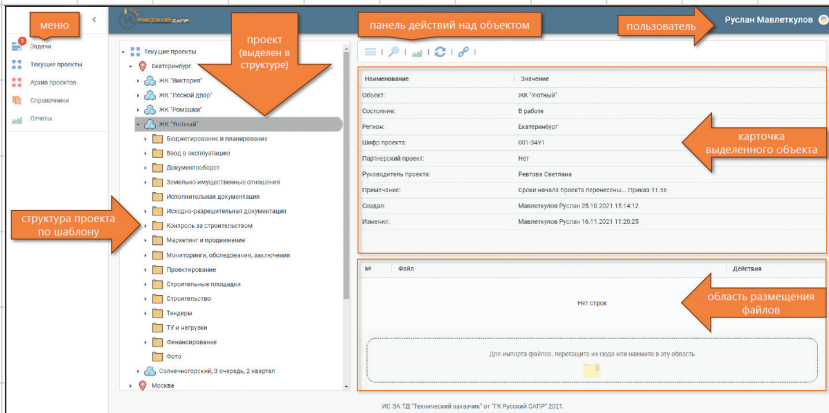 меню
<
РУССКИЙ САПР
панель действий над объектом
пользователь
Руслан Мавлеткулов
3
Задачи
Текущие проекты
Архив проектов
Справочники
Отчеты
проект
(выделен в
структуре)
Текущие проекты
Екатеринбург
ЖК "Виктория"
ЖК "Лесной двор"
ЖК "Ромашки"
ЖК "Уютный"
Бюджетирование и планирование
Ввод в эксплуатацию
Документооборот
Земельно-имущественные отношения
Исполнительная документация
Исходно-разрешительная документация
Контроль за строительством
Маркетинг и продвижение
Мониторинги, обследования, заключения
Проектирование
Строительные площадки
Строительство
Тендеры
ТУ и нагрузки
Финансирование
Фото
Солнечногорский, 3 очередь, 2 квартал
Москва
структура проекта
по шаблону
Наименование Значение
Объект: ЖК "Уютный"
Состояние: В работе
Регион: Екатеринбург
Шифр проекта: 001-ЗАУ1
Партнерский проект: Нет
Руководитель проекта: Ревтова Светлана
Примечание: Сроки начала проекта перенесены... Приказ 11.56
Создал: Мавлеткулов Руслан 25.10.2021 15:14:12
Изменил: Мавлеткулов Руслан 16.11.2021 11:20:25
карточка
выделенного объекта
№ Файл Действия
Нет строк
область размещения
файлов
Для импорта файлов, перетащите их сюда или нажмите в эту область
ИС ЭА ТД "Технический заказчик" от "ГК Русский САПР" 2021.